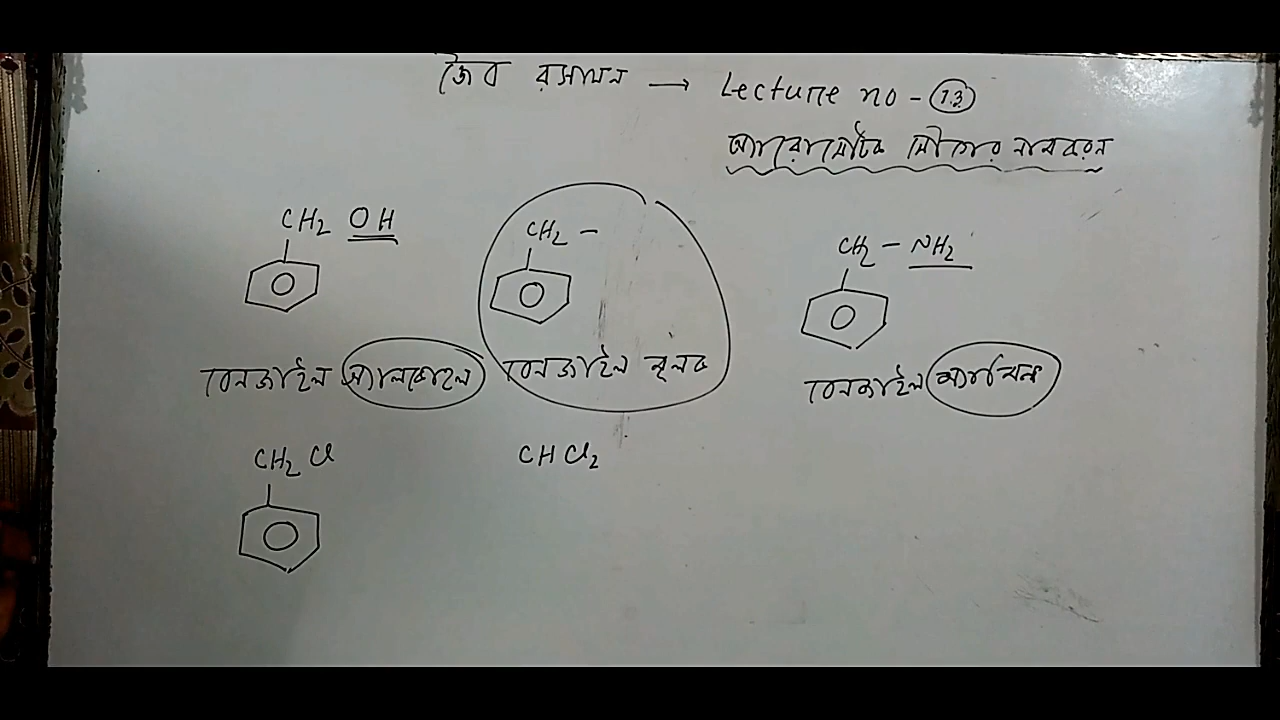 জৈব রসায়ন → Lecture no - 13
অ্যারোমেটিক যৌগের নামকরন
CH₂ OH
CH₂ -
CH₂ - NH₂
বেনজাইল অ্যালকোহল
বেনজাইল মূলক
বেনজাইল অ্যামিন
CH₂ Cl
CHCl₂